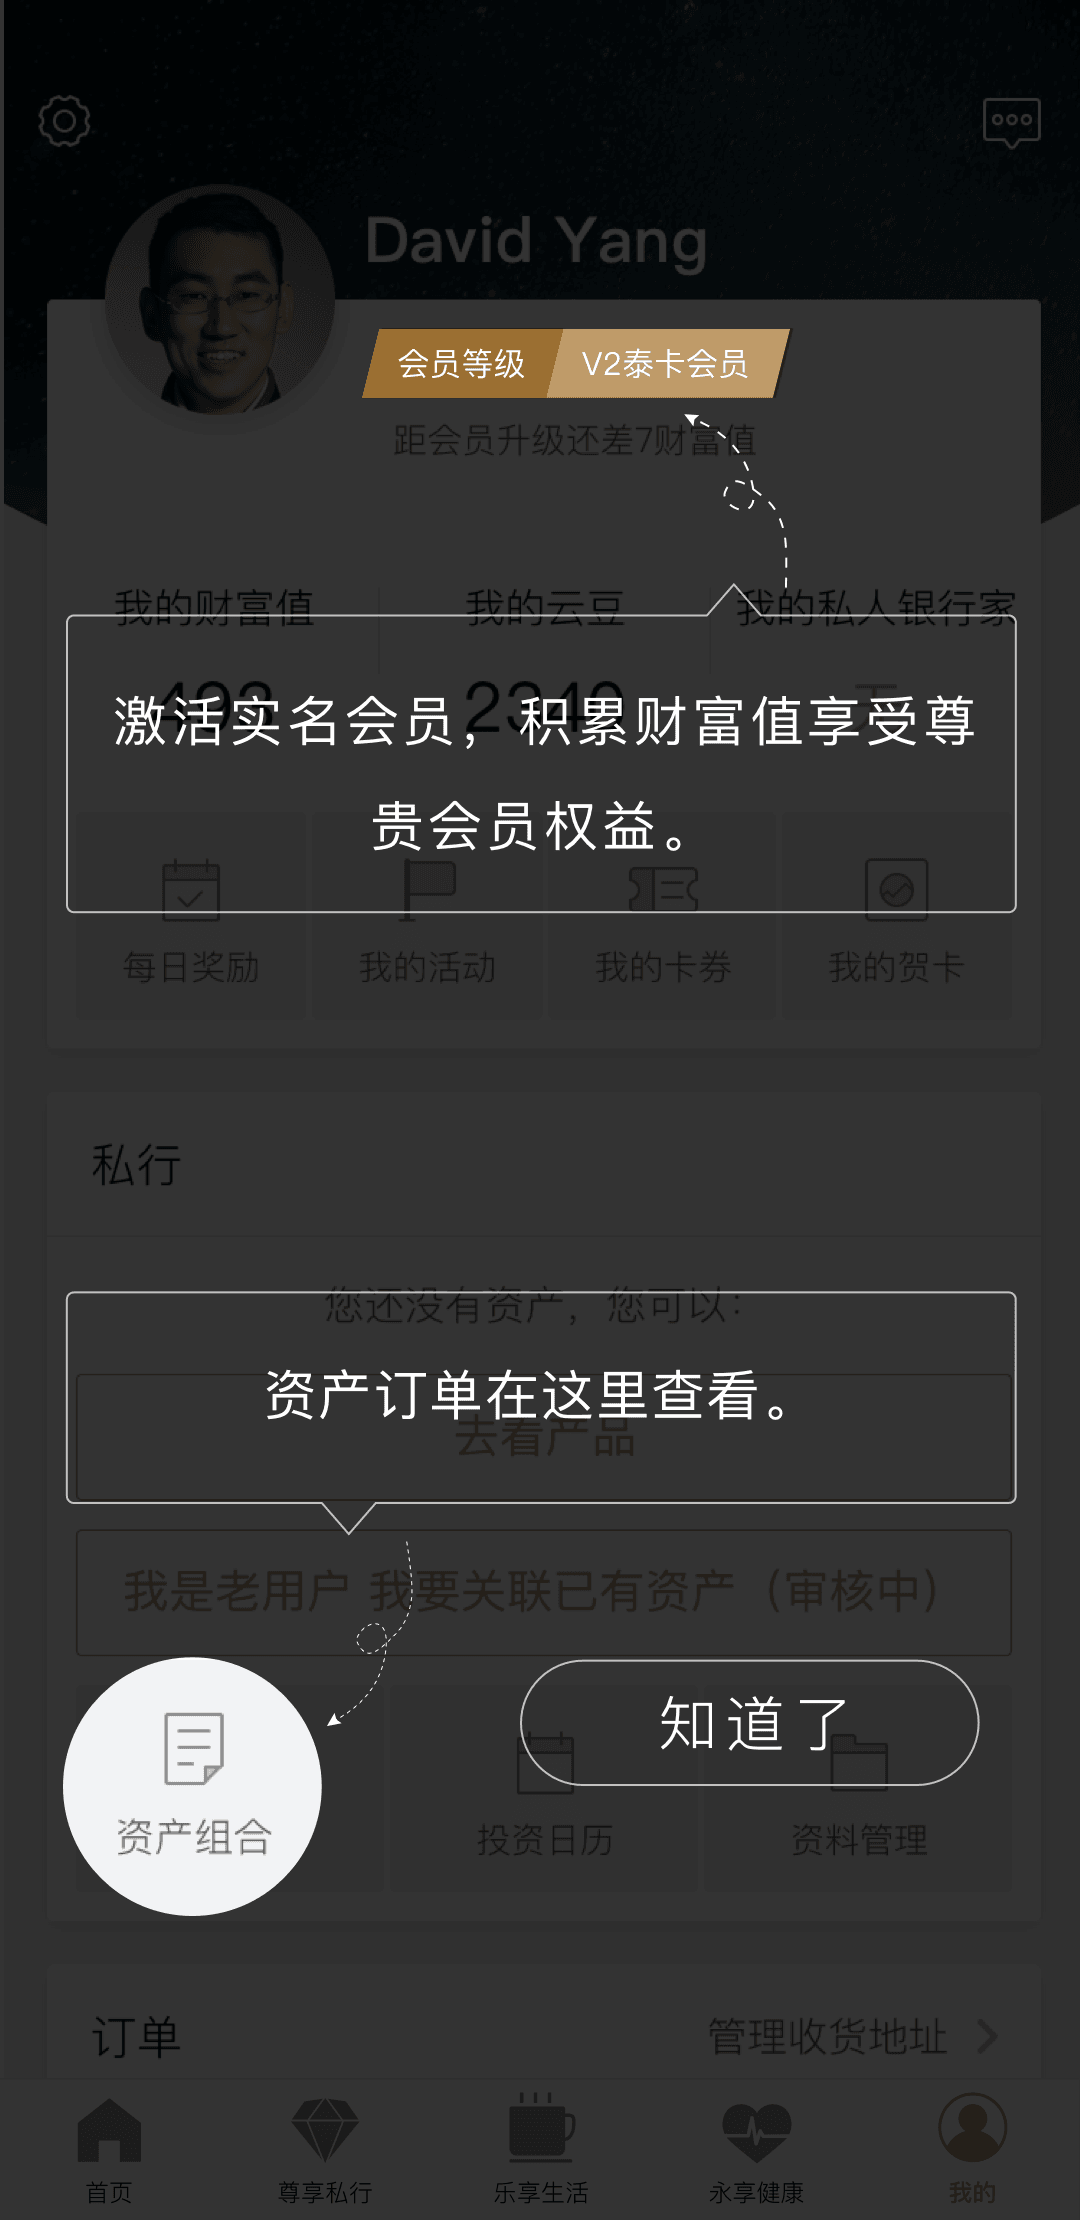 David Yang
会员等级 V2泰卡会员
距会员升级还差7财富值
我的财富值 我的云豆 我的私人银行家
493 2340 无
激活实名会员，积累财富值享受尊
贵会员权益。
每日奖励 我的活动 我的卡券 我的贺卡
私行
您还没有资产，您可以：
资产订单在这里查看。
去看产品
我是老用户 我要关联已有资产（审核中）
知道了
资产组合 投资日历 资料管理
订单 管理收货地址
首页 尊享私行 乐享生活 永享健康 我的